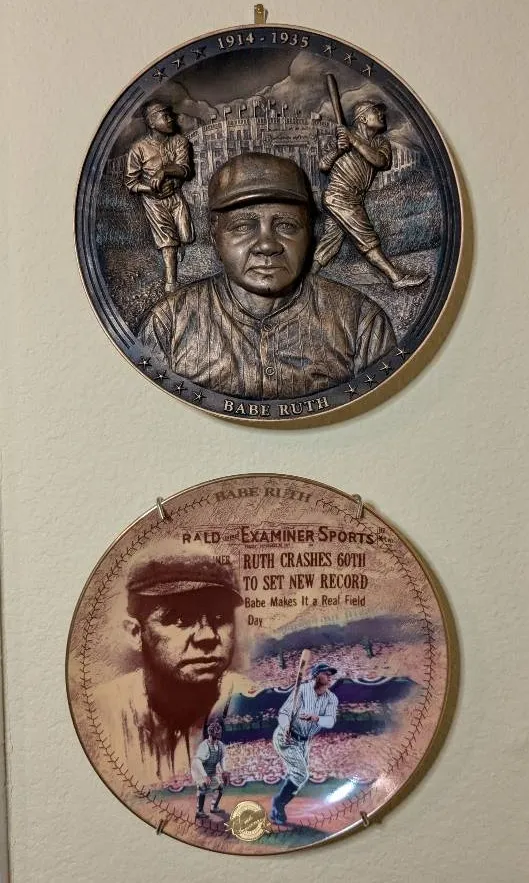 1914 - 1935
BABE RUTH
BABE RUTH
RALD and EXAMINER SPORTS
RUTH CRASHES 60TH
TO SET NEW RECORD
Babe Makes It a Real Field
Day